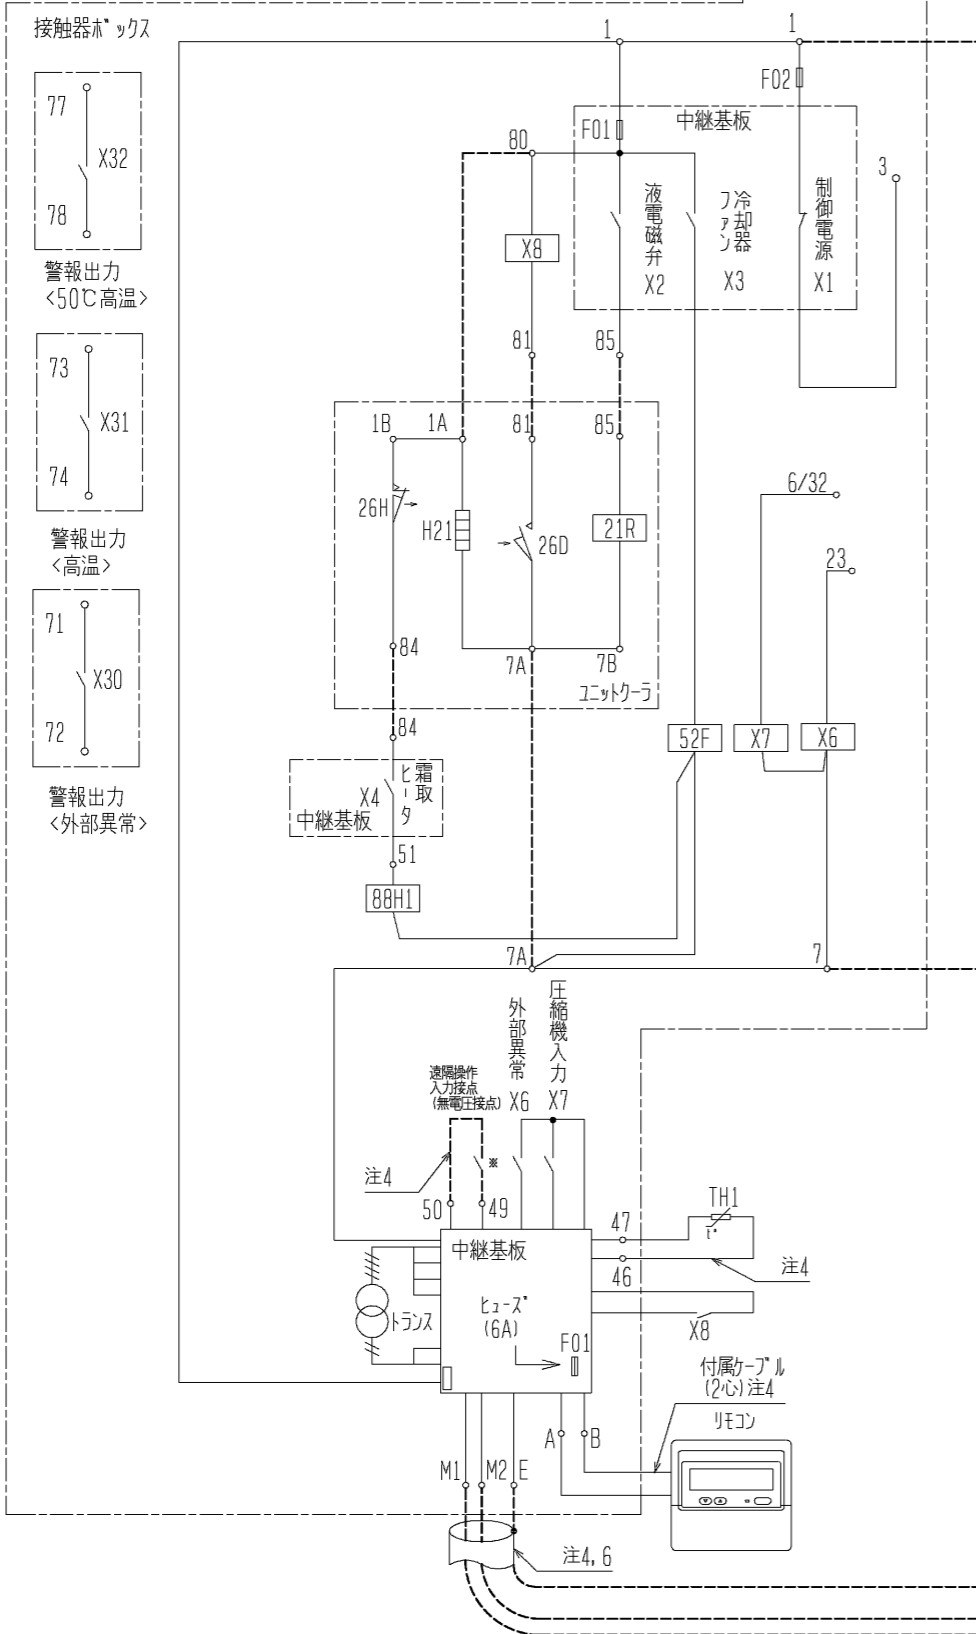 接触器ボックス
77
X32
78
警報出力
<50℃高温>
73
X31
74
警報出力
<高温>
71
X30
72
警報出力
<外部異常>
1
1
F02
F01
中継基板
80
3
液電磁弁
X2
冷却器
ファン
X3
制御電源
X1
X8
81
85
1B
1A
81
85
26H
H21
26D
21R
6/32
23
84
7A
7B
ユニットクーラ
84
52F
X7
X6
霜取
ヒータ
X4
中継基板
51
88H1
7A
7
外部異常
X6
圧縮機入力
X7
遠隔操作
入力接点
(無電圧接点)
※
注4
50
49
47
46
TH1
t°
注4
中継基板
ヒューズ
(6A)
F01
トランス
X8
付属ケーブル
(2心)注4
リモコン
A
B
M1
M2
E
注4,6